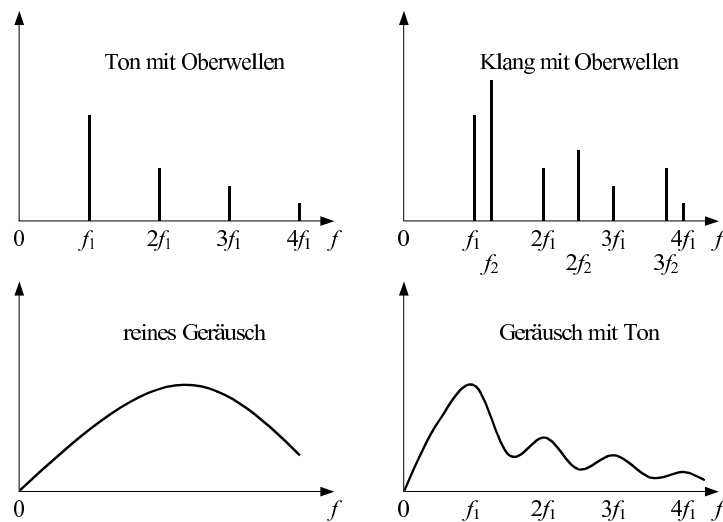 Ton mit Oberwellen
0 f1 2f1 3f1 4f1 f
Klang mit Oberwellen
0 f1 2f1 3f1 4f1 f
f2 2f2 3f2
reines Geräusch
0 f
Geräusch mit Ton
0 f1 2f1 3f1 4f1 f